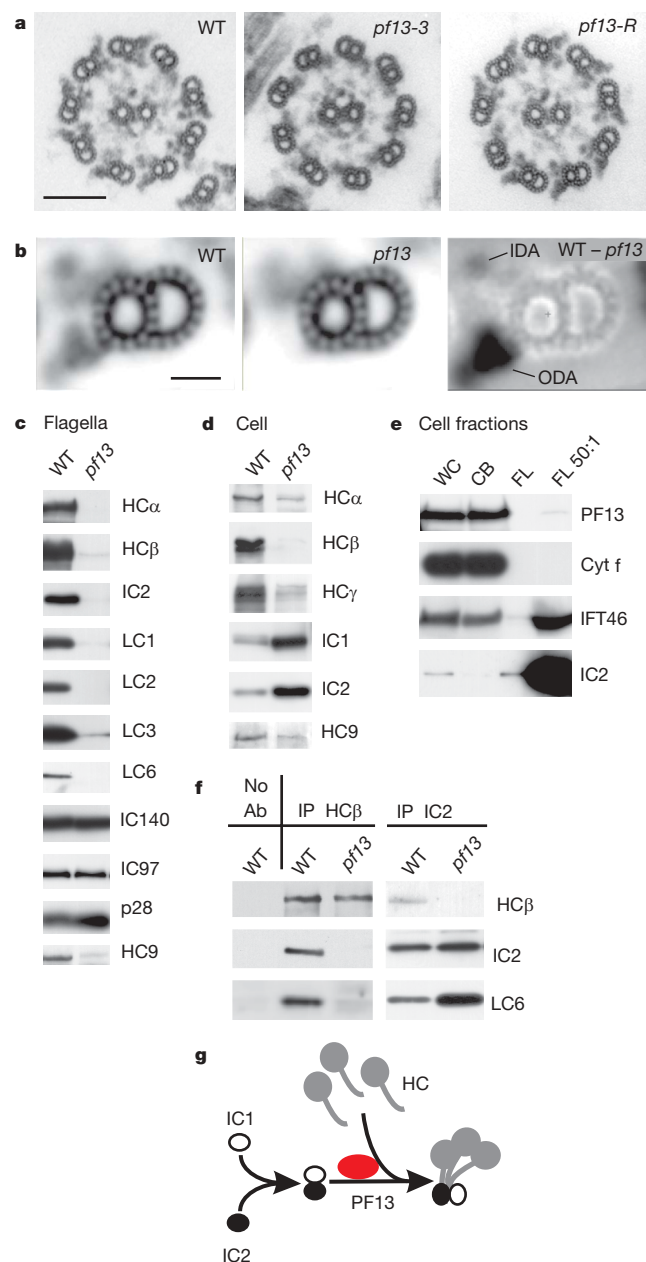 a WT pf13-3 pf13-R
b WT pf13 WT – pf13
IDA
ODA
c Flagella
WT pf13
HCα
HCβ
IC2
LC1
LC2
LC3
LC6
IC140
IC97
p28
HC9
d Cell
WT pf13
HCα
HCβ
HCγ
IC1
IC2
HC9
e Cell fractions
WC CB FL FL 50:1
PF13
Cyt f
IFT46
IC2
f
No
Ab IP HCβ IP IC2
WT WT pf13 WT pf13
HCβ
IC2
LC6
g
HC
IC1
PF13
IC2